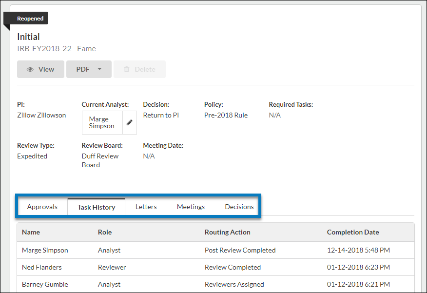 Reopened
Initial
IRB-FY2018-22 - Fame
View PDF Delete
PI: Current Analyst: Decision: Policy: Required Tasks:
Zillow Zillowson Marge Simpson Return to PI Pre-2018 Rule N/A
Review Type: Review Board: Meeting Date:
Expedited Duff Review Board N/A
Approvals Task History Letters Meetings Decisions
Name Role Routing Action Completion Date
Marge Simpson Analyst Post Review Completed 12-14-2018 5:48 PM
Ned Flanders Reviewer Review Completed 01-12-2018 6:23 PM
Barney Gumble Analyst Reviewers Assigned 01-12-2018 6:21 PM